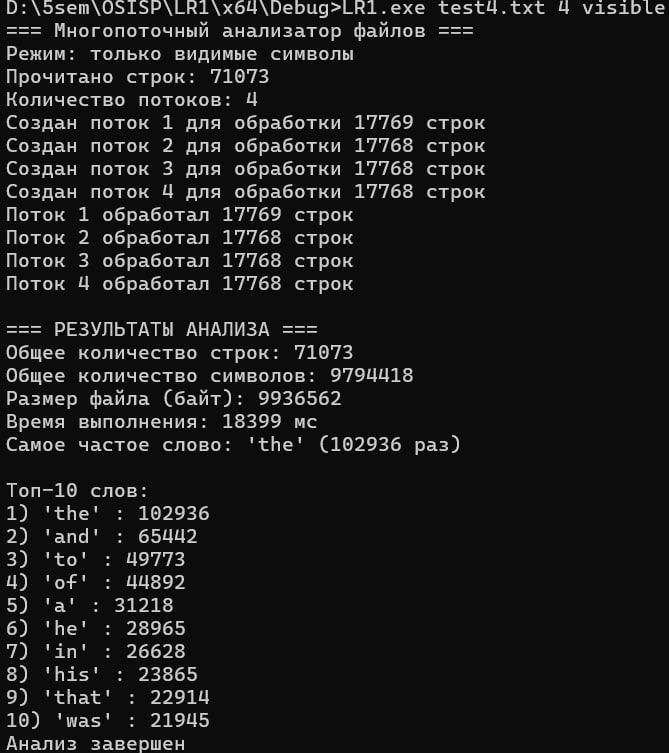 D:\5sem\OSISP\LR1\x64\Debug>LR1.exe test4.txt 4 visible
=== Многопоточный анализатор файлов ===
Режим: только видимые символы
Прочитано строк: 71073
Количество потоков: 4
Создан поток 1 для обработки 17769 строк
Создан поток 2 для обработки 17768 строк
Создан поток 3 для обработки 17768 строк
Создан поток 4 для обработки 17768 строк
Поток 1 обработал 17769 строк
Поток 2 обработал 17768 строк
Поток 3 обработал 17768 строк
Поток 4 обработал 17768 строк
=== РЕЗУЛЬТАТЫ АНАЛИЗА ===
Общее количество строк: 71073
Общее количество символов: 9794418
Размер файла (байт): 9936562
Время выполнения: 18399 мс
Самое частое слово: 'the' (102936 раз)
Топ-10 слов:
1) 'the' : 102936
2) 'and' : 65442
3) 'to' : 49773
4) 'of' : 44892
5) 'a' : 31218
6) 'he' : 28965
7) 'in' : 26628
8) 'his' : 23865
9) 'that' : 22914
10) 'was' : 21945
Анализ завершен